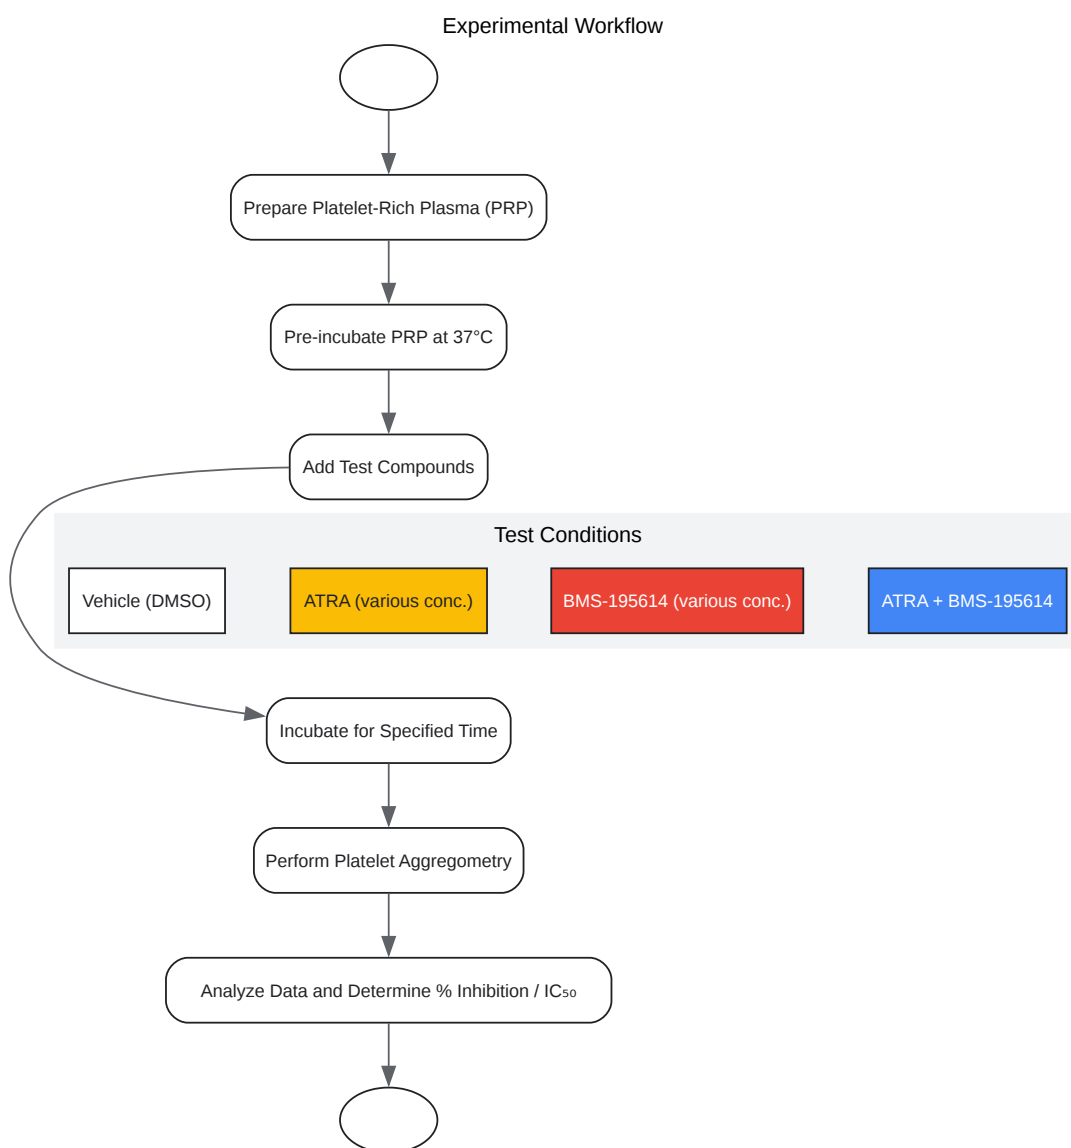 Experimental Workflow
Prepare Platelet-Rich Plasma (PRP)
Pre-incubate PRP at 37°C
Add Test Compounds
Test Conditions
Vehicle (DMSO)
ATRA (various conc.)
BMS-195614 (various conc.)
ATRA + BMS-195614
Incubate for Specified Time
Perform Platelet Aggregometry
Analyze Data and Determine % Inhibition / IC₅₀